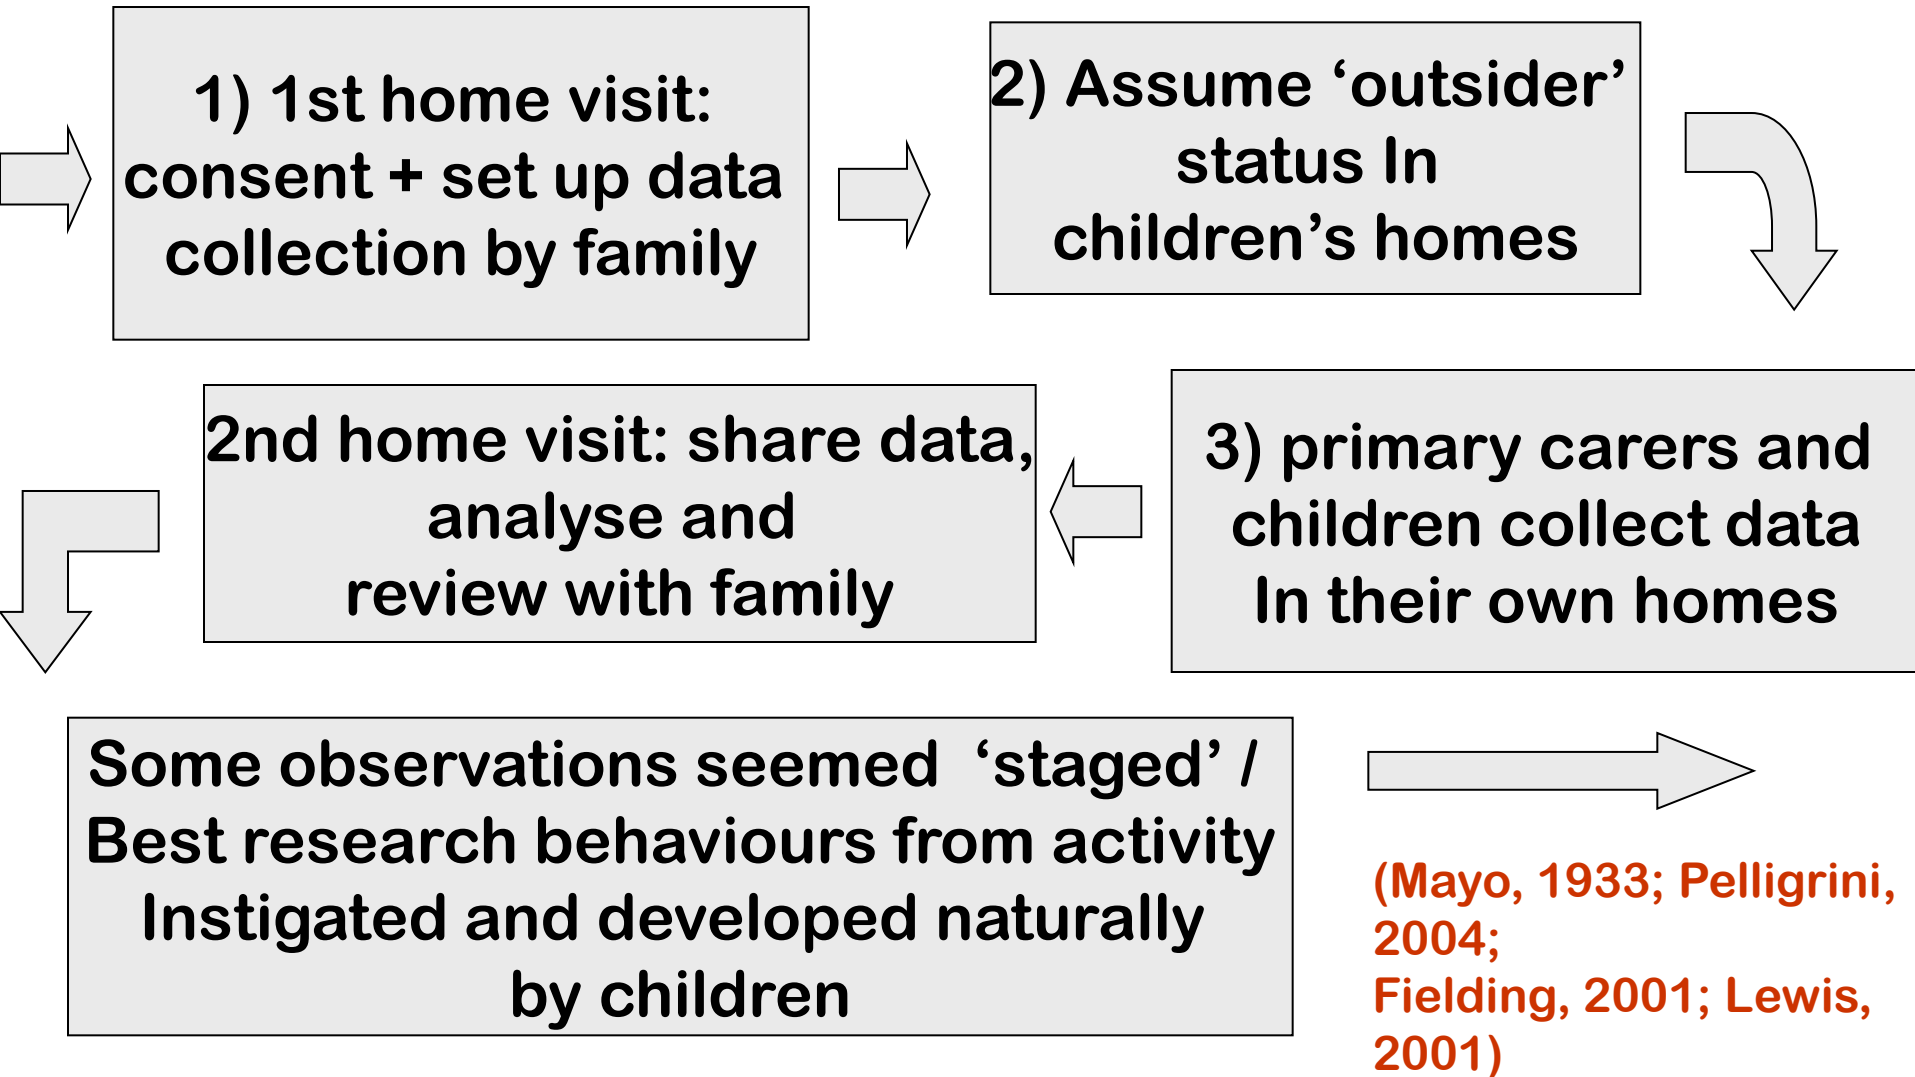 1) 1st home visit:
consent + set up data
collection by family
2) Assume ‘outsider’
status In
children’s homes
3) primary carers and
children collect data
In their own homes
2nd home visit: share data,
analyse and
review with family
Some observations seemed  ‘staged’ /
Best research behaviours from activity
Instigated and developed naturally
by children
(Mayo, 1933; Pelligrini,
2004;
Fielding, 2001; Lewis,
2001)